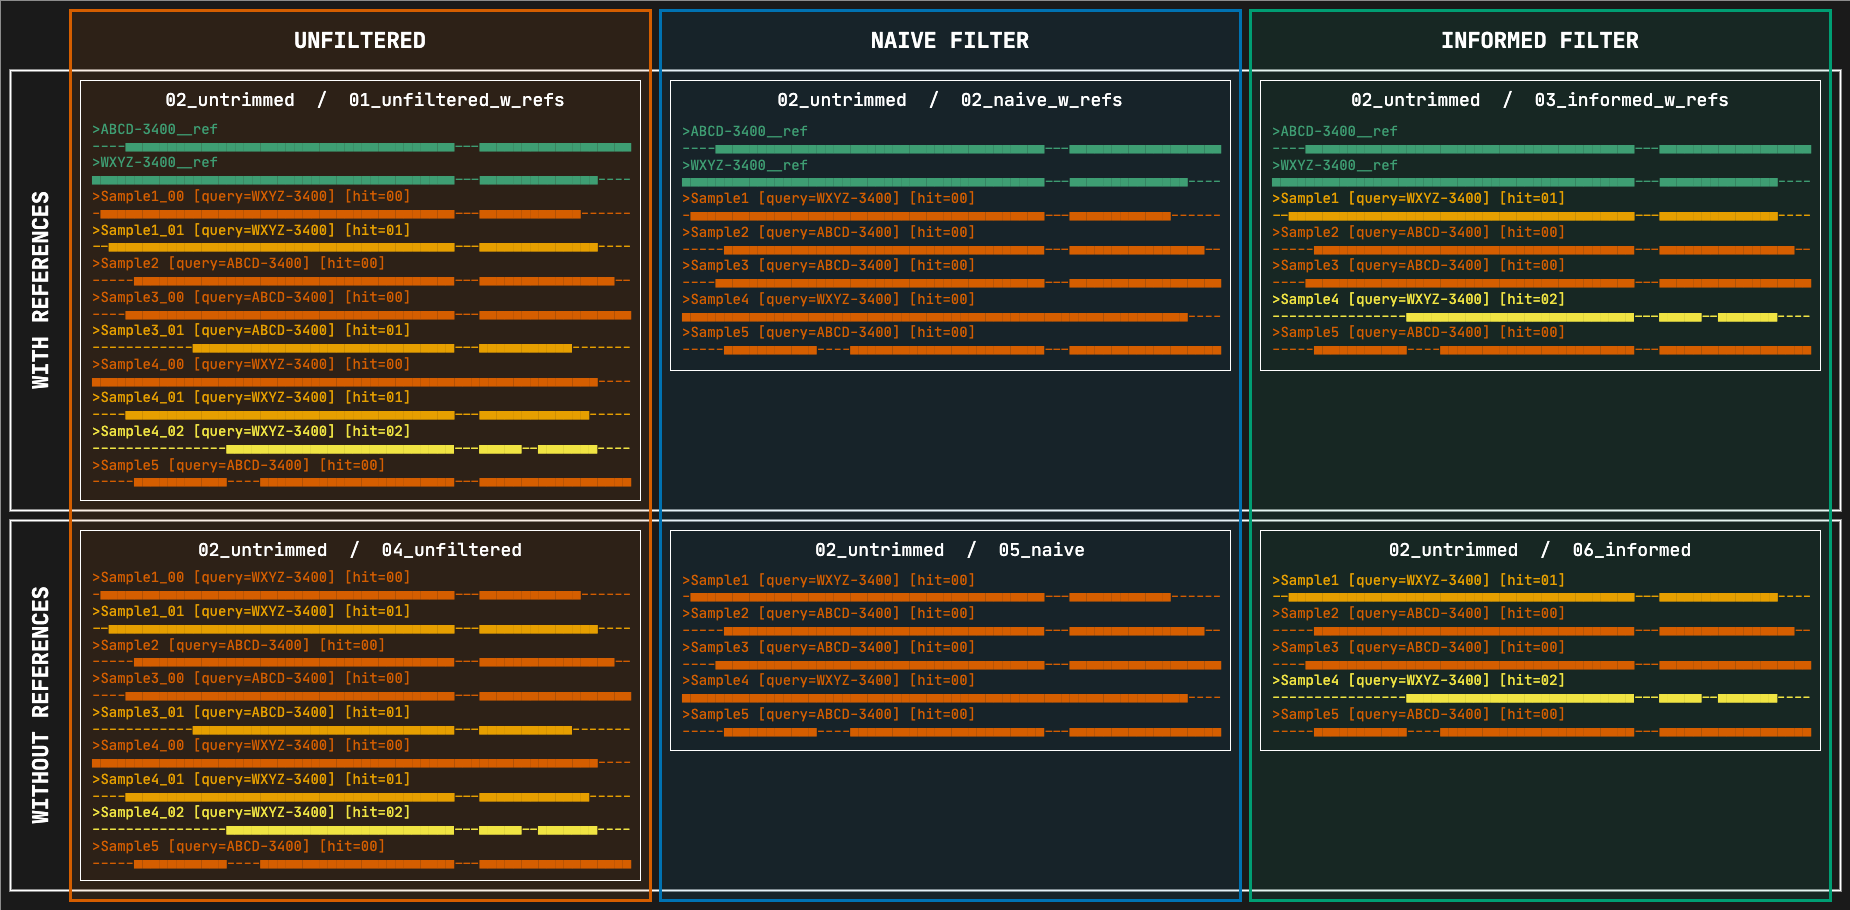 UNFILTERED
NAIVE FILTER
INFORMED FILTER
WITH REFERENCES
02_untrimmed / 01_unfiltered_w_refs
>ABCD-3400__ref
>WXYZ-3400__ref
>Sample1_00 [query=WXYZ-3400] [hit=00]
>Sample1_01 [query=WXYZ-3400] [hit=01]
>Sample2 [query=ABCD-3400] [hit=00]
>Sample3_00 [query=ABCD-3400] [hit=00]
>Sample3_01 [query=ABCD-3400] [hit=01]
>Sample4_00 [query=WXYZ-3400] [hit=00]
>Sample4_01 [query=WXYZ-3400] [hit=01]
>Sample4_02 [query=WXYZ-3400] [hit=02]
>Sample5 [query=ABCD-3400] [hit=00]
02_untrimmed / 02_naive_w_refs
>ABCD-3400__ref
>WXYZ-3400__ref
>Sample1 [query=WXYZ-3400] [hit=00]
>Sample2 [query=ABCD-3400] [hit=00]
>Sample3 [query=ABCD-3400] [hit=00]
>Sample4 [query=WXYZ-3400] [hit=00]
>Sample5 [query=ABCD-3400] [hit=00]
02_untrimmed / 03_informed_w_refs
>ABCD-3400__ref
>WXYZ-3400__ref
>Sample1 [query=WXYZ-3400] [hit=01]
>Sample2 [query=ABCD-3400] [hit=00]
>Sample3 [query=ABCD-3400] [hit=00]
>Sample4 [query=WXYZ-3400] [hit=02]
>Sample5 [query=ABCD-3400] [hit=00]
WITHOUT REFERENCES
02_untrimmed / 04_unfiltered
>Sample1_00 [query=WXYZ-3400] [hit=00]
>Sample1_01 [query=WXYZ-3400] [hit=01]
>Sample2 [query=ABCD-3400] [hit=00]
>Sample3_00 [query=ABCD-3400] [hit=00]
>Sample3_01 [query=ABCD-3400] [hit=01]
>Sample4_00 [query=WXYZ-3400] [hit=00]
>Sample4_01 [query=WXYZ-3400] [hit=01]
>Sample4_02 [query=WXYZ-3400] [hit=02]
>Sample5 [query=ABCD-3400] [hit=00]
02_untrimmed / 05_naive
>Sample1 [query=WXYZ-3400] [hit=00]
>Sample2 [query=ABCD-3400] [hit=00]
>Sample3 [query=ABCD-3400] [hit=00]
>Sample4 [query=WXYZ-3400] [hit=00]
>Sample5 [query=ABCD-3400] [hit=00]
02_untrimmed / 06_informed
>Sample1 [query=WXYZ-3400] [hit=01]
>Sample2 [query=ABCD-3400] [hit=00]
>Sample3 [query=ABCD-3400] [hit=00]
>Sample4 [query=WXYZ-3400] [hit=02]
>Sample5 [query=ABCD-3400] [hit=00]